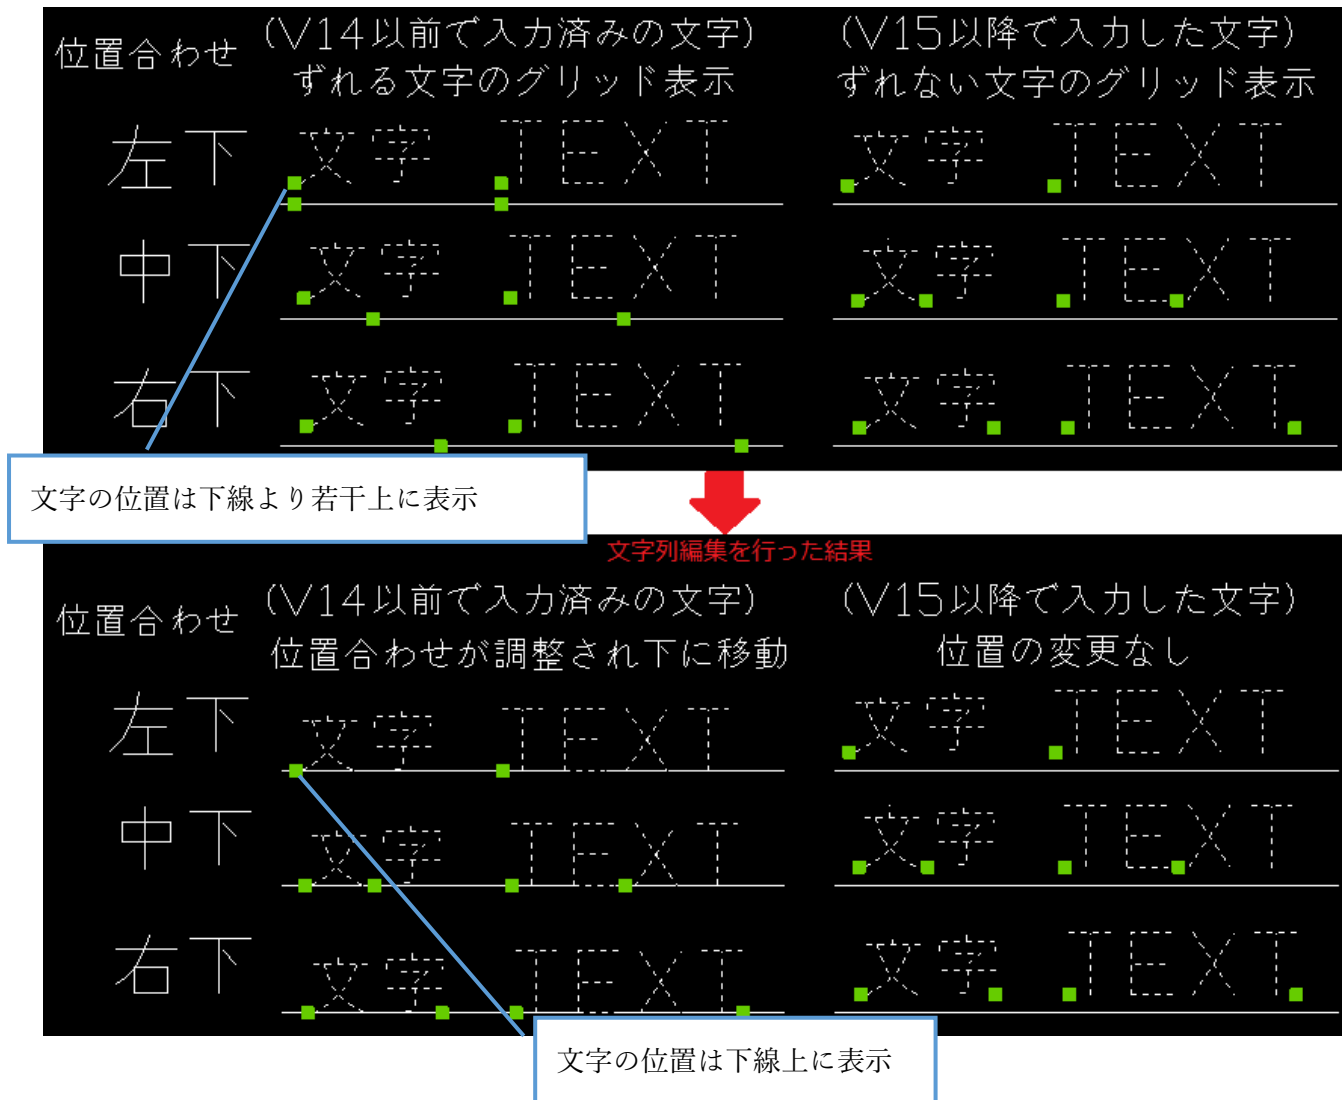 位置合わせ
(V14以前で入力済みの文字)
ずれる文字のグリッド表示
(V15以降で入力した文字)
ずれない文字のグリッド表示
左下 文字 TEXT 文字 TEXT
中下 文字 TEXT 文字 TEXT
右下 文字 TEXT 文字 TEXT
文字の位置は下線より若干上に表示
文字列編集を行った結果
位置合わせ
(V14以前で入力済みの文字)
位置合わせが調整され下に移動
(V15以降で入力した文字)
位置の変更なし
左下 文字 TEXT 文字 TEXT
中下 文字 TEXT 文字 TEXT
右下 文字 TEXT 文字 TEXT
文字の位置は下線上に表示